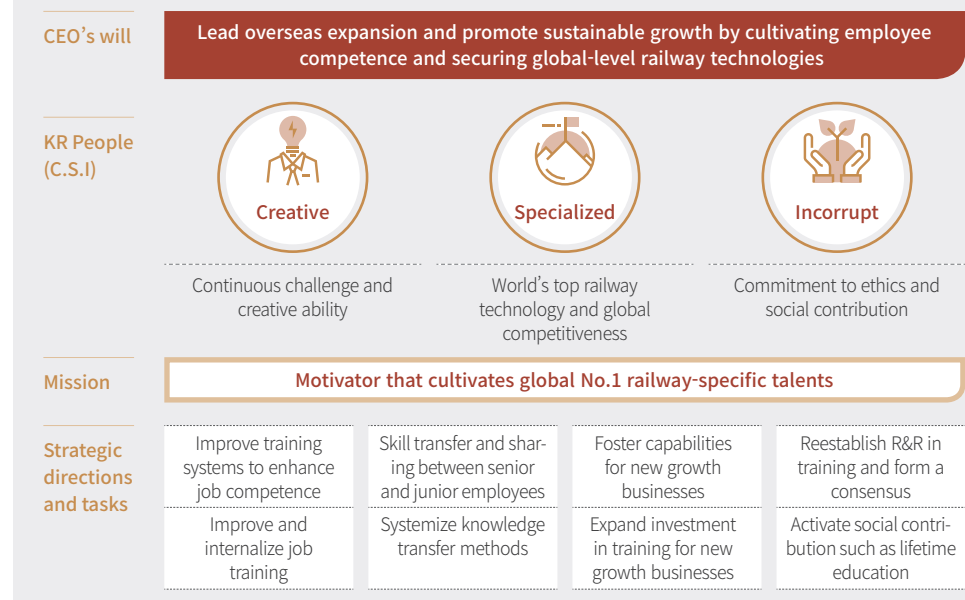 CEO's will
Lead overseas expansion and promote sustainable growth by cultivating employee
competence and securing global-level railway technologies
KR People
(C.S.I)
Creative
Specialized
Incorrupt
Continuous challenge and
creative ability
World's top railway
technology and global
competitiveness
Commitment to ethics and
social contribution
Mission
Motivator that cultivates global No.1 railway-specific talents
Strategic
directions
and tasks
Improve training
systems to enhance
job competence
Skill transfer and shar-
ing between senior
and junior employees
Foster capabilities
for new growth
businesses
Reestablish R&R in
training and form a
consensus
Improve and
internalize job
training
Systemize knowledge
transfer methods
Expand investment
in training for new
growth businesses
Activate social contri-
bution such as lifetime
education